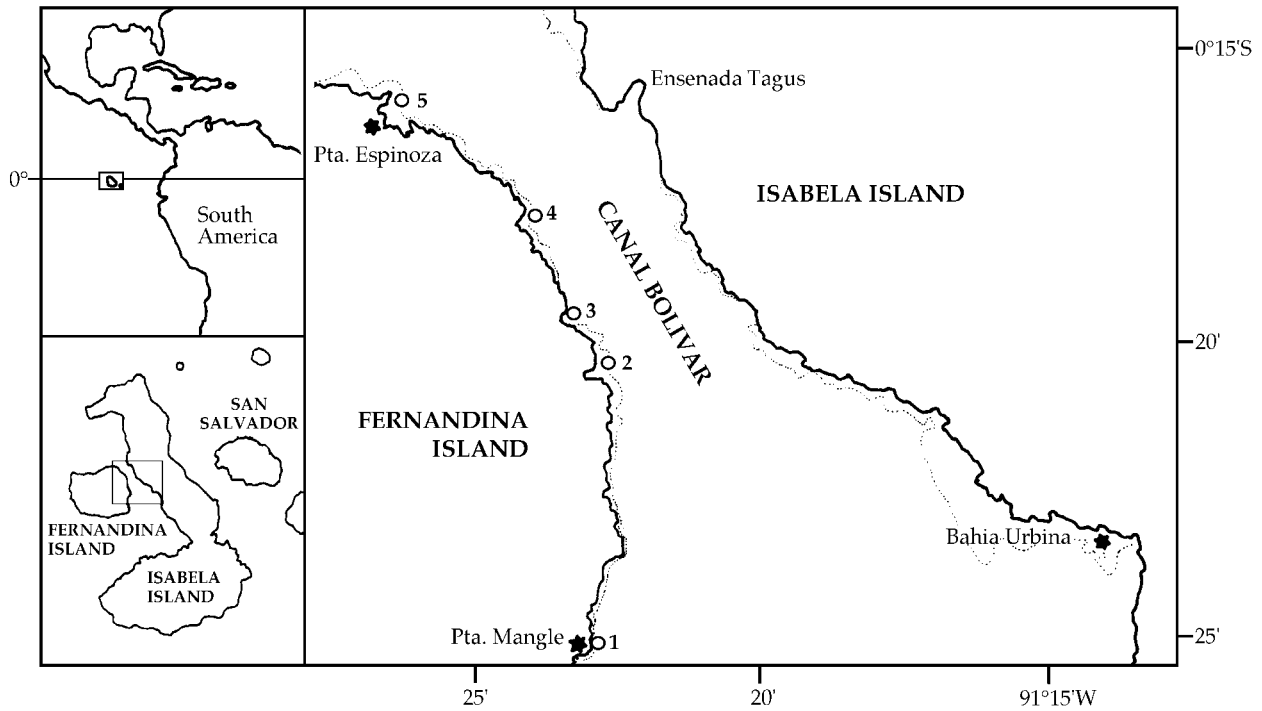 0°
South
America
SAN
SALVADOR
FERNANDINA
ISLAND
ISABELA
ISLAND
0°15'S
Ensenada Tagus
5
Pta. Espinoza
ISABELA ISLAND
4
CANAL BOLIVAR
3
20'
2
FERNANDINA
ISLAND
Bahia Urbina
Pta. Mangle
1
25'
25'
20'
91°15'W